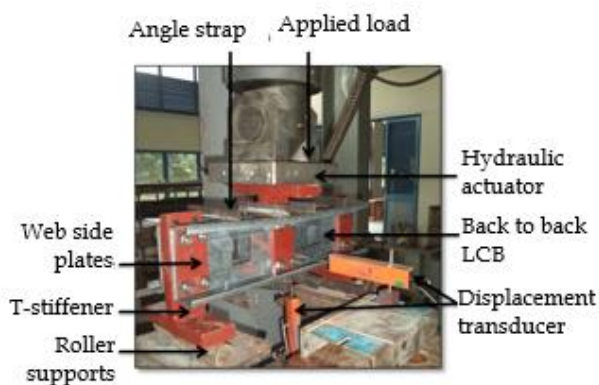 Angle strap
Applied load
Hydraulic
actuator
Web side
plates
Back to back
LCB
T-stiffener
Displacement
transducer
Roller
supports